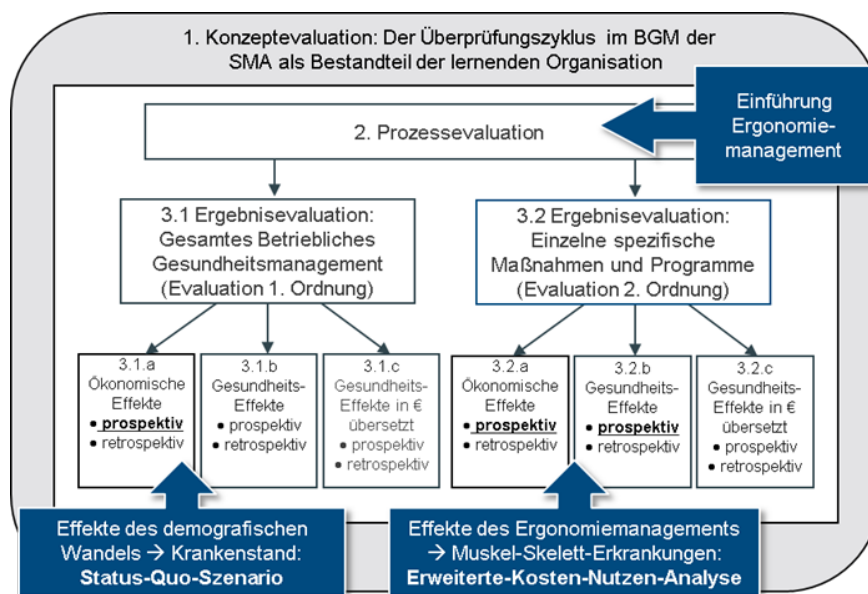 1. Konzeptevaluation: Der Überprüfungszyklus im BGM der
SMA als Bestandteil der lernenden Organisation
Einführung
Ergonomie-
management
2. Prozessevaluation
3.1 Ergebnisevaluation:
Gesamtes Betriebliches
Gesundheitsmanagement
(Evaluation 1. Ordnung)
3.2 Ergebnisevaluation:
Einzelne spezifische
Maßnahmen und Programme
(Evaluation 2. Ordnung)
3.1.a
Ökonomische
Effekte
• prospektiv
• retrospektiv
3.1.b
Gesundheits-
Effekte
• prospektiv
• retrospektiv
3.1.c
Gesundheits-
Effekte in €
übersetzt
• prospektiv
• retrospektiv
3.2.a
Ökonomische
Effekte
• prospektiv
• retrospektiv
3.2.b
Gesundheits-
Effekte
• prospektiv
• retrospektiv
3.2.c
Gesundheits-
Effekte in €
übersetzt
• prospektiv
• retrospektiv
Effekte des demografischen
Wandels → Krankenstand:
Status-Quo-Szenario
Effekte des Ergonomiemanagements
→ Muskel-Skelett-Erkrankungen:
Erweiterte-Kosten-Nutzen-Analyse